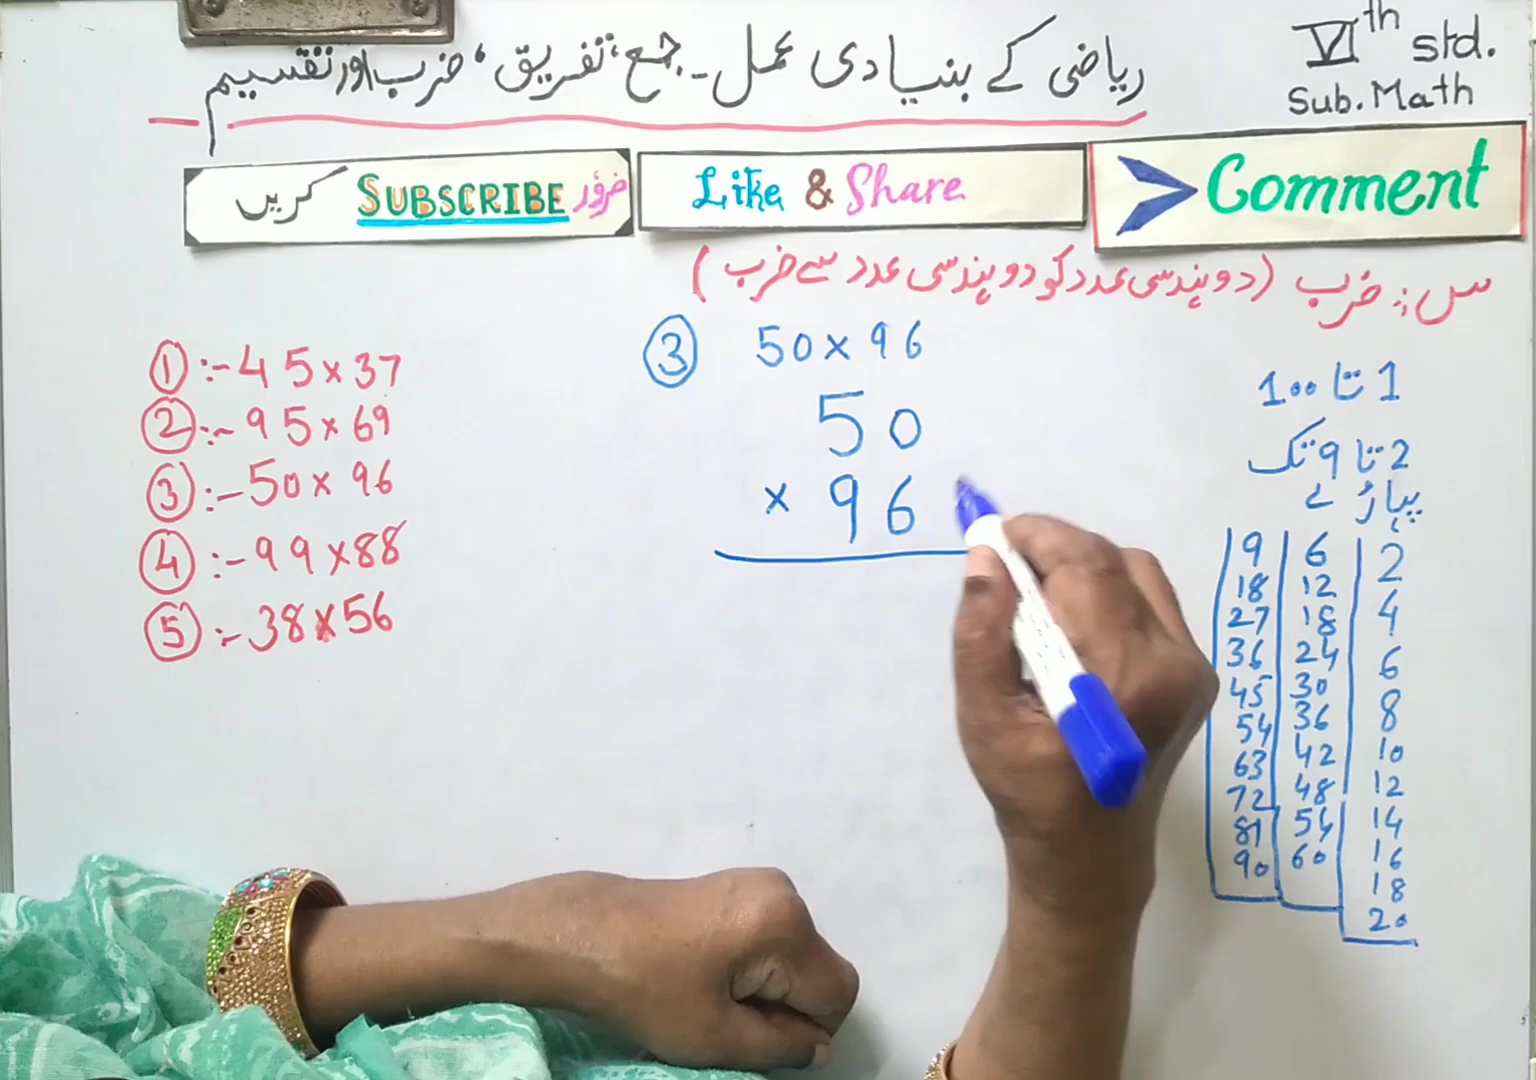 ریاضی کے بنیادی عمل - جمع، تفریق، ضرب اور تقسیم
VIth std.
Sub. Math
ضرور SUBSCRIBE کریں
Like & Share
Comment
س:: ضرب (دو ہندسی عدد کو دو ہندسی عدد سے ضرب)
① :- 45 × 37
② :- 95 × 69
③ :- 50 × 96
④ :- 99 × 88
⑤ :- 38 × 56
③ 50 × 96
50
× 96
1 تا 100
2 تا 9 تک
پہاڑے
9 6 2
18 12 4
27 18 6
36 24 8
45 30 10
54 36 12
63 42 14
72 48 16
81 54 18
90 60 20